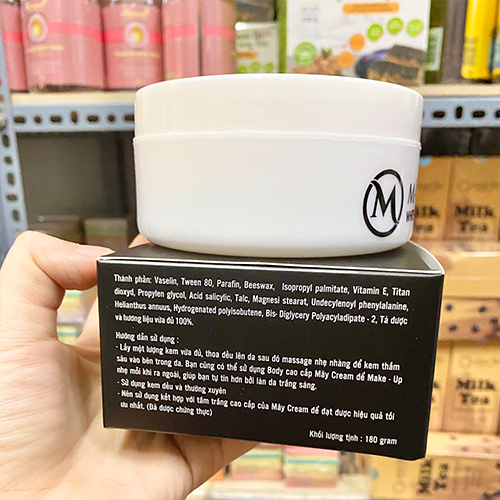 Milk
Tea
M
Milk
Tea
Thành phần: Vaselin, Tween 80, Parafin, Beeswax, Isopropyl palmitate, Vitamin E, Titan
dioxyd, Propylen glycol, Acid salicylic, Talc, Magnesi stearat, Undecylenoyl phenylalanine,
Helianthus annuus, Hydrogenated polyisobutene, Bis- Diglycery Polyacyladipate - 2, Tá dược
và hương liệu vừa đủ 100%.
Hướng dẫn sử dụng :
- Lấy một lượng kem vừa đủ, thoa đều lên da sau đó massage nhẹ nhàng để kem thấm
sâu vào bên trong da. Bạn cũng có thể sử dụng Body cao cấp Mây Cream để Make - Up
nhẹ mỗi khi ra ngoài, giúp bạn tự tin hơn bởi làn da trắng sáng.
- Sử dụng kem đều và thường xuyên
- Nên sử dụng kết hợp với tắm trắng cao cấp của Mây Cream để đạt được hiệu quả tối
ưu nhất. (Đã được chứng thực)
Khối lượng tịnh : 180 gram
Milk
Tea